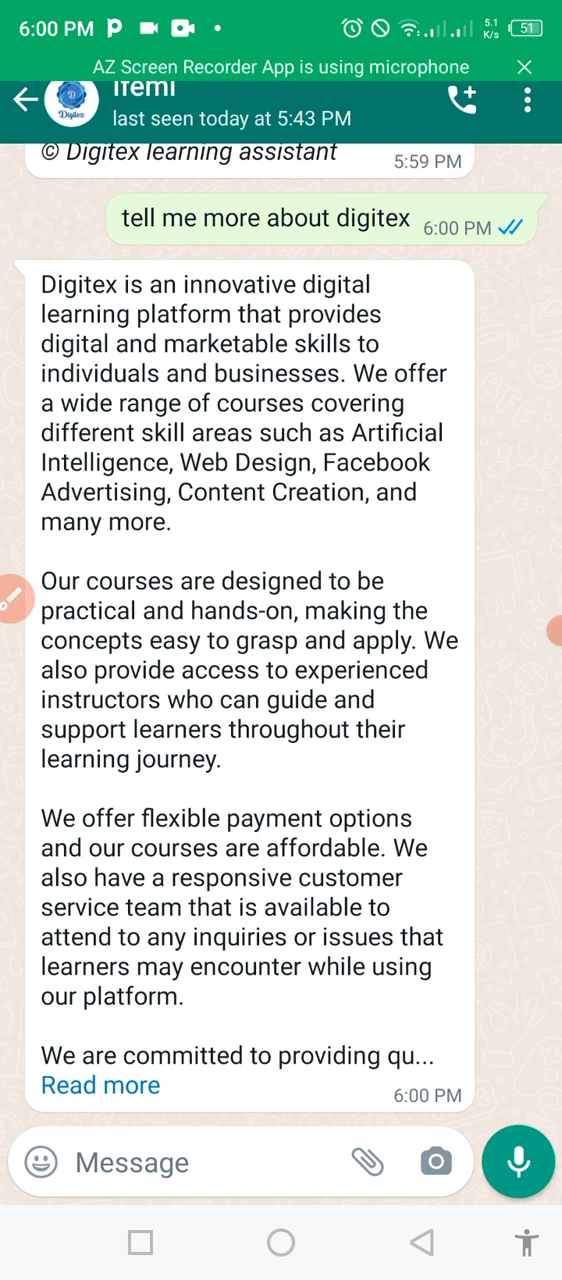 6:00 PM
5.1 K/s
51
AZ Screen Recorder App is using microphone
Ifemi
Digitex
last seen today at 5:43 PM
© Digitex learning assistant
5:59 PM
tell me more about digitex
6:00 PM
Digitex is an innovative digital
learning platform that provides
digital and marketable skills to
individuals and businesses. We offer
a wide range of courses covering
different skill areas such as Artificial
Intelligence, Web Design, Facebook
Advertising, Content Creation, and
many more.
Our courses are designed to be
practical and hands-on, making the
concepts easy to grasp and apply. We
also provide access to experienced
instructors who can guide and
support learners throughout their
learning journey.
We offer flexible payment options
and our courses are affordable. We
also have a responsive customer
service team that is available to
attend to any inquiries or issues that
learners may encounter while using
our platform.
We are committed to providing qu...
Read more
6:00 PM
Message